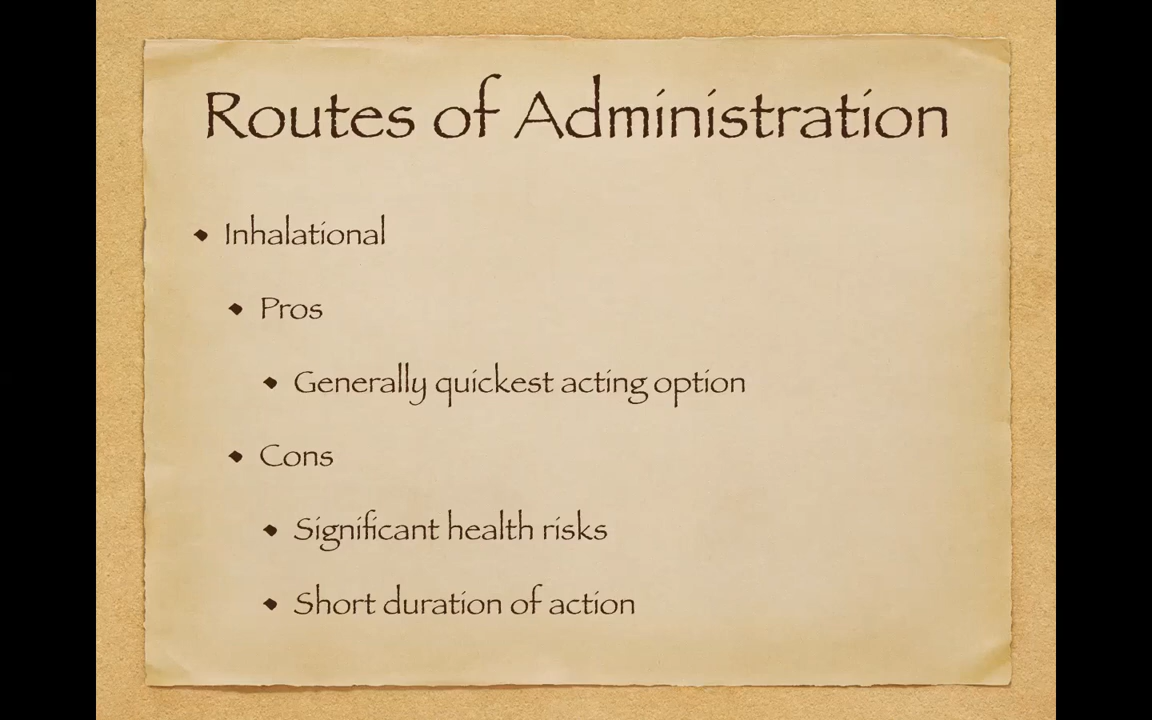 Routes of Administration
Inhalational
Pros
Generally quickest acting option
Cons
Significant health risks
Short duration of action